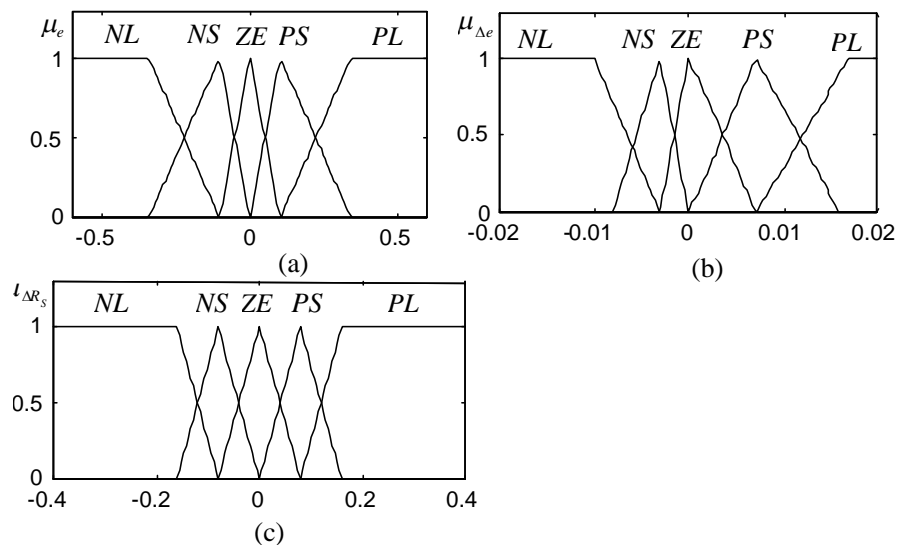 μe NL NS ZE PS PL
1
0.5
0
-0.5 0 0.5
(a)
μΔe NL NS ZE PS PL
1
0.5
0
-0.02 -0.01 0 0.01 0.02
(b)
ΔRS NL NS ZE PS PL
1
0.5
0
-0.4 -0.2 0 0.2 0.4
(c)